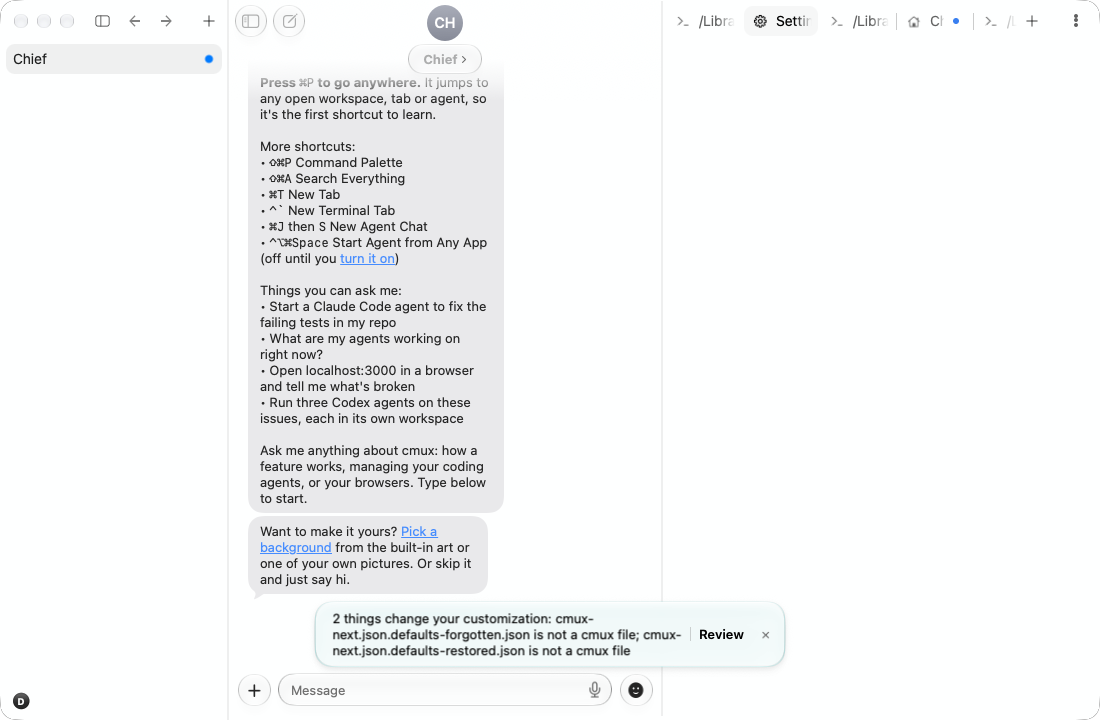 Chief
CH
Chief
Press ⌘P to go anywhere. It jumps to
any open workspace, tab or agent, so
it's the first shortcut to learn.
More shortcuts:
• ⇧⌘P Command Palette
• ⇧⌘A Search Everything
• ⌘T New Tab
• ^` New Terminal Tab
• ⌘J then S New Agent Chat
• ^⌥⌘Space Start Agent from Any App
(off until you turn it on)
Things you can ask me:
• Start a Claude Code agent to fix the
failing tests in my repo
• What are my agents working on
right now?
• Open localhost:3000 in a browser
and tell me what's broken
• Run three Codex agents on these
issues, each in its own workspace
Ask me anything about cmux: how a
feature works, managing your coding
agents, or your browsers. Type below
to start.
Want to make it yours? Pick a
background from the built-in art or
one of your own pictures. Or skip it
and just say hi.
2 things change your customization: cmux-
next.json.defaults-forgotten.json is not a cmux file; cmux-
next.json.defaults-restored.json is not a cmux file
Review
Message
D
/Libra
Settin
/Libra